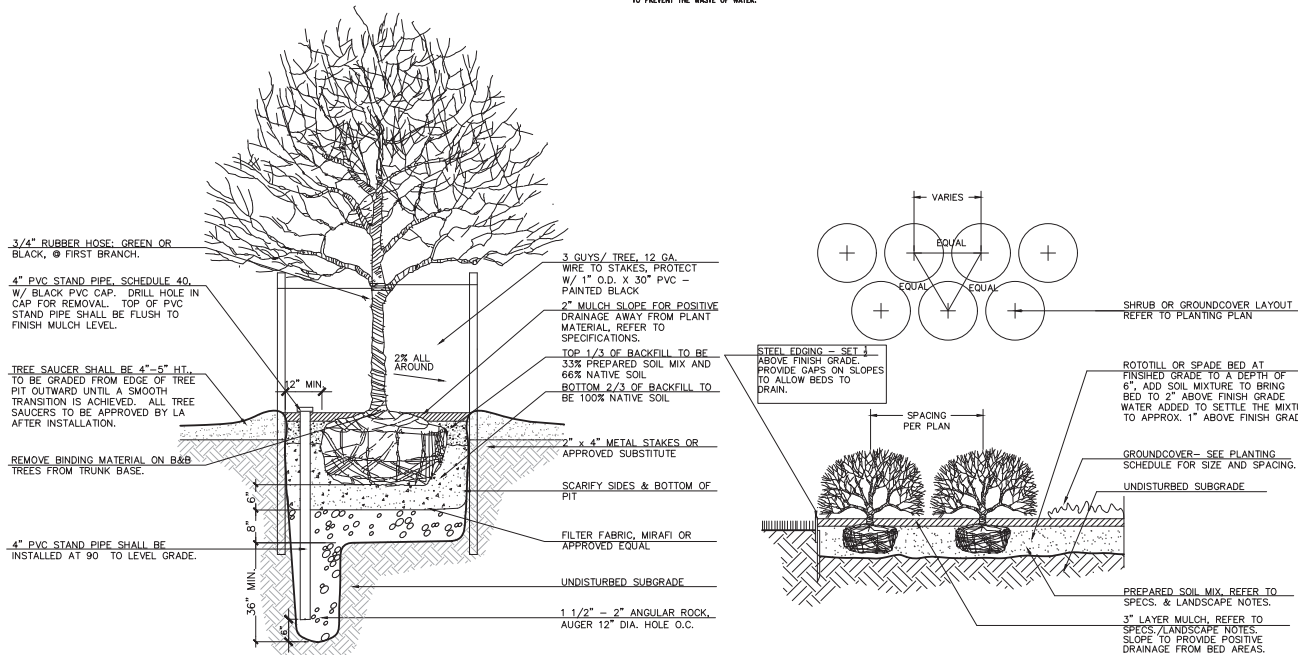 TO PREVENT THE WASTE OF WATER.
3/4" RUBBER HOSE; GREEN OR
BLACK, @ FIRST BRANCH.
4" PVC STAND PIPE, SCHEDULE 40,
W/ BLACK PVC CAP. DRILL HOLE IN
CAP FOR REMOVAL. TOP OF PVC
STAND PIPE SHALL BE FLUSH TO
FINISH MULCH LEVEL.
TREE SAUCER SHALL BE 4"-5" HT.,
TO BE GRADED FROM EDGE OF TREE
PIT OUTWARD UNTIL A SMOOTH
TRANSITION IS ACHIEVED. ALL TREE
SAUCERS TO BE APPROVED BY LA
AFTER INSTALLATION.
REMOVE BINDING MATERIAL ON B&B
TREES FROM TRUNK BASE.
4" PVC STAND PIPE SHALL BE
INSTALLED AT 90 TO LEVEL GRADE.
12" MIN.
2% ALL
AROUND
6"
8"
36" MIN.
6"
3 GUYS/ TREE, 12 GA.
WIRE TO STAKES, PROTECT
W/ 1" O.D. X 30" PVC -
PAINTED BLACK
2" MULCH SLOPE FOR POSITIVE
DRAINAGE AWAY FROM PLANT
MATERIAL, REFER TO
SPECIFICATIONS.
TOP 1/3 OF BACKFILL TO BE
33% PREPARED SOIL MIX AND
66% NATIVE SOIL
BOTTOM 2/3 OF BACKFILL TO
BE 100% NATIVE SOIL
2" x 4" METAL STAKES OR
APPROVED SUBSTITUTE
SCARIFY SIDES & BOTTOM OF
PIT
FILTER FABRIC, MIRAFI OR
APPROVED EQUAL
UNDISTURBED SUBGRADE
1 1/2" - 2" ANGULAR ROCK,
AUGER 12" DIA. HOLE O.C.
VARIES
EQUAL
EQUAL
EQUAL
SHRUB OR GROUNDCOVER LAYOUT
REFER TO PLANTING PLAN
STEEL EDGING - SET ½
ABOVE FINISH GRADE.
PROVIDE GAPS ON SLOPES
TO ALLOW BEDS TO
DRAIN.
SPACING
PER PLAN
ROTOTILL OR SPADE BED AT
FINISHED GRADE TO A DEPTH OF
6", ADD SOIL MIXTURE TO BRING
BED TO 2" ABOVE FINISH GRADE
WATER ADDED TO SETTLE THE MIXTU
TO APPROX. 1" ABOVE FINISH GRAD
GROUNDCOVER- SEE PLANTING
SCHEDULE FOR SIZE AND SPACING.
UNDISTURBED SUBGRADE
PREPARED SOIL MIX, REFER TO
SPECS. & LANDSCAPE NOTES.
3" LAYER MULCH, REFER TO
SPECS./LANDSCAPE NOTES.
SLOPE TO PROVIDE POSITIVE
DRAINAGE FROM BED AREAS.